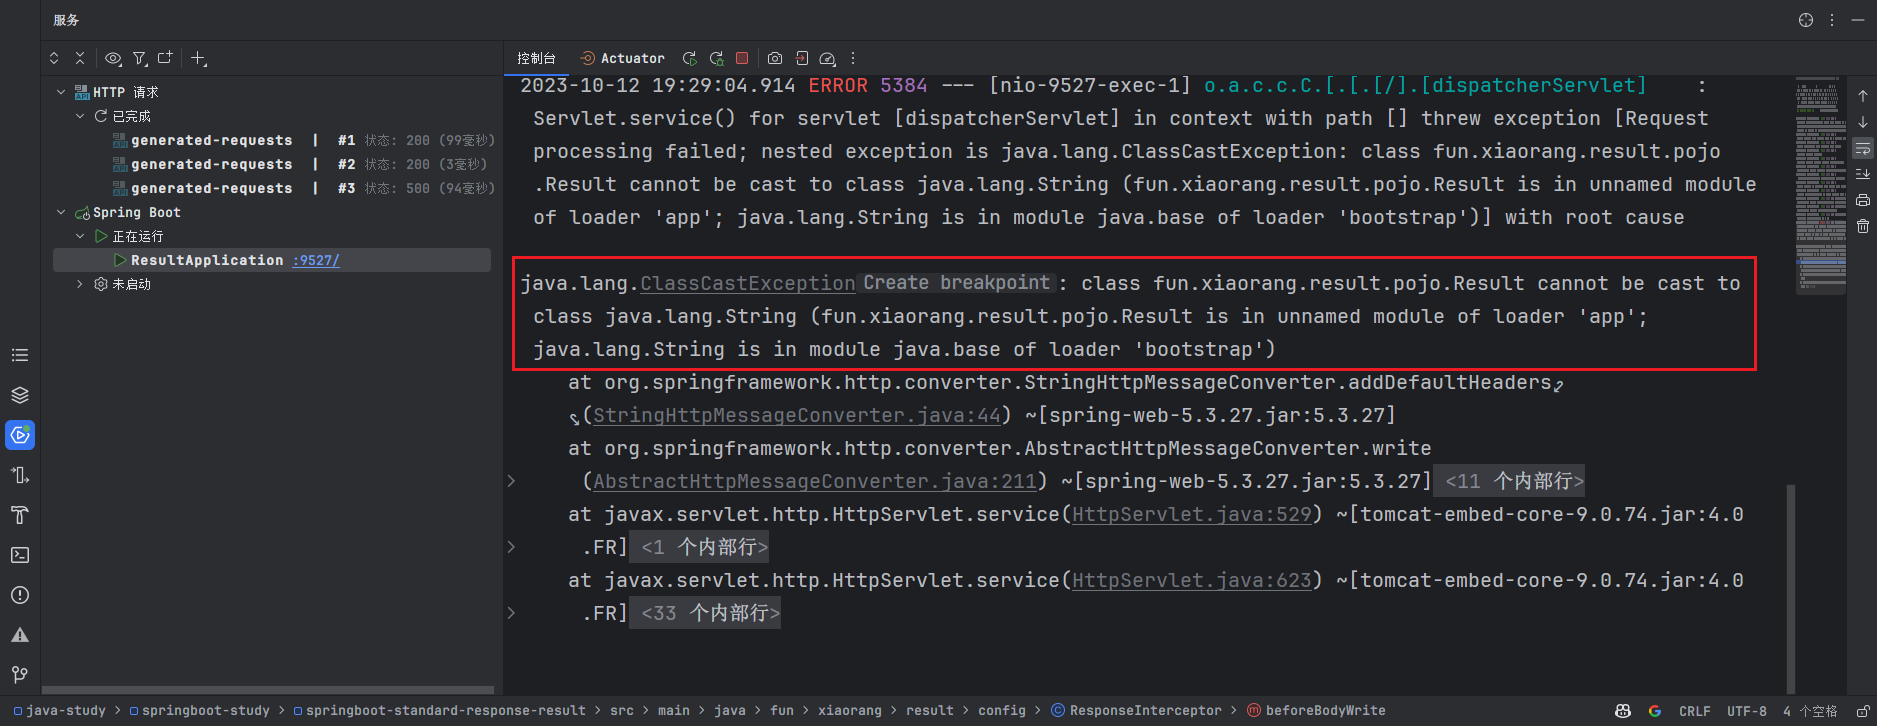 服务
控制台 Actuator
HTTP 请求
已完成
generated-requests | #1 状态: 200 (99毫秒)
generated-requests | #2 状态: 200 (3毫秒)
generated-requests | #3 状态: 500 (94毫秒)
Spring Boot
正在运行
ResultApplication :9527/
未启动
2023-10-12 19:29:04.914 ERROR 5384 --- [nio-9527-exec-1] o.a.c.c.C.[.[.[/].[dispatcherServlet] :
Servlet.service() for servlet [dispatcherServlet] in context with path [] threw exception [Request
processing failed; nested exception is java.lang.ClassCastException: class fun.xiaorang.result.pojo
.Result cannot be cast to class java.lang.String (fun.xiaorang.result.pojo.Result is in unnamed module
of loader 'app'; java.lang.String is in module java.base of loader 'bootstrap')] with root cause
java.lang.ClassCastException Create breakpoint : class fun.xiaorang.result.pojo.Result cannot be cast to
class java.lang.String (fun.xiaorang.result.pojo.Result is in unnamed module of loader 'app';
java.lang.String is in module java.base of loader 'bootstrap')
at org.springframework.http.converter.StringHttpMessageConverter.addDefaultHeaders
(StringHttpMessageConverter.java:44) ~[spring-web-5.3.27.jar:5.3.27]
at org.springframework.http.converter.AbstractHttpMessageConverter.write
(AbstractHttpMessageConverter.java:211) ~[spring-web-5.3.27.jar:5.3.27] <11 个内部行>
at javax.servlet.http.HttpServlet.service(HttpServlet.java:529) ~[tomcat-embed-core-9.0.74.jar:4.0
.FR] <1 个内部行>
at javax.servlet.http.HttpServlet.service(HttpServlet.java:623) ~[tomcat-embed-core-9.0.74.jar:4.0
.FR] <33 个内部行>
java-study > springboot-study > springboot-standard-response-result > src > main > java > fun > xiaorang > result > config > ResponseInterceptor > beforeBodyWrite
CRLF UTF-8 4 个空格